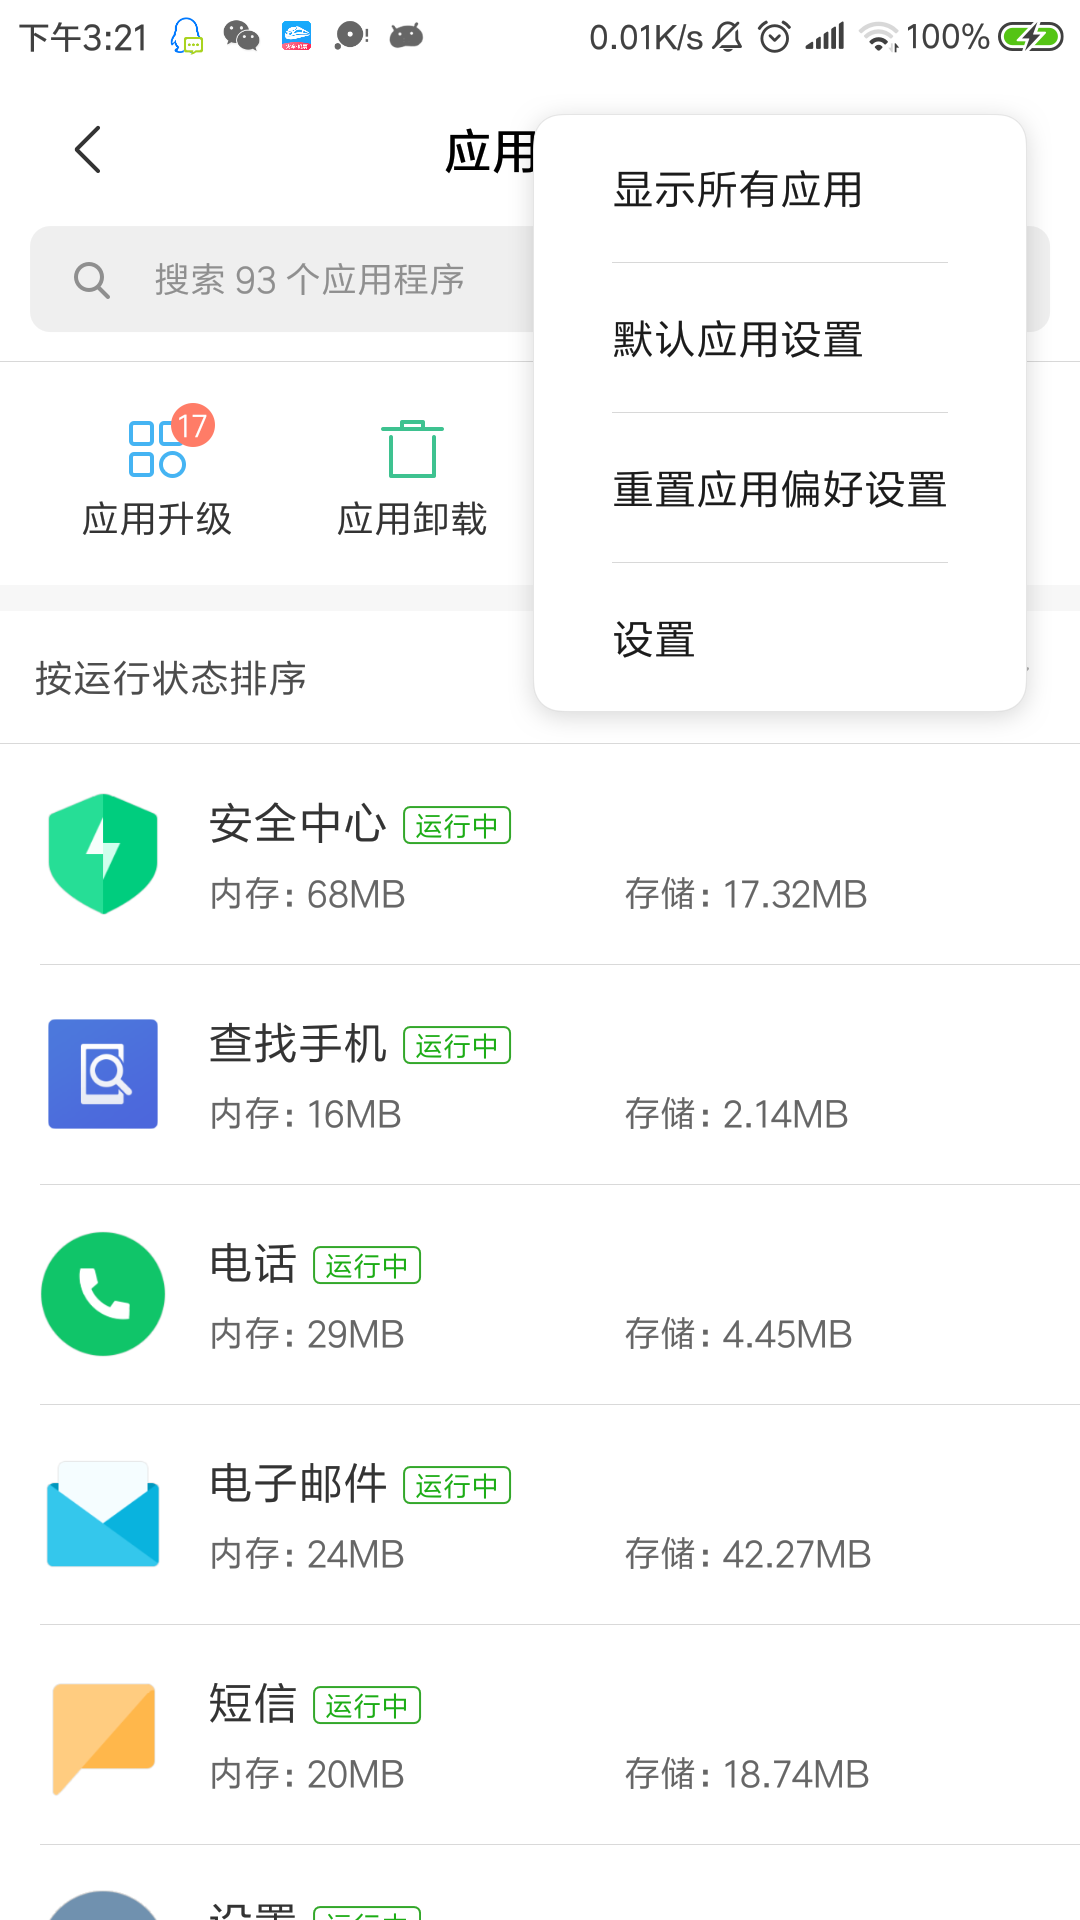 下午3:21
0.01K/s
100%
应用
显示所有应用
搜索 93 个应用程序
默认应用设置
17
应用升级
应用卸载
重置应用偏好设置
设置
按运行状态排序
安全中心 运行中
内存: 68MB 存储: 17.32MB
查找手机 运行中
内存: 16MB 存储: 2.14MB
电话 运行中
内存: 29MB 存储: 4.45MB
电子邮件 运行中
内存: 24MB 存储: 42.27MB
短信 运行中
内存: 20MB 存储: 18.74MB
设置 运行中